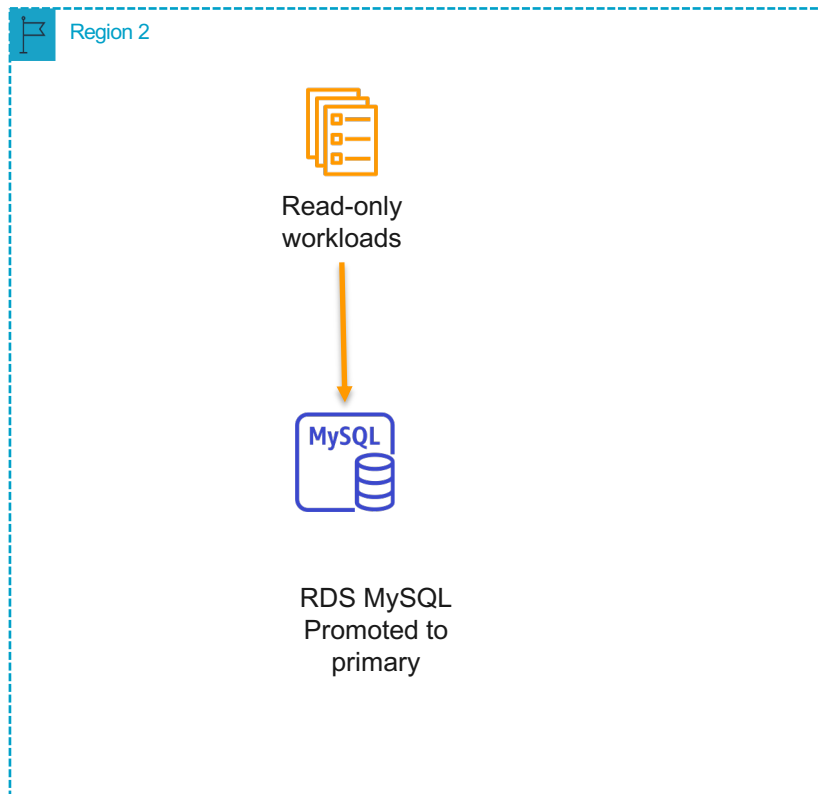 Region 2
Read-only
workloads
MySQL
RDS MySQL
Promoted to
primary